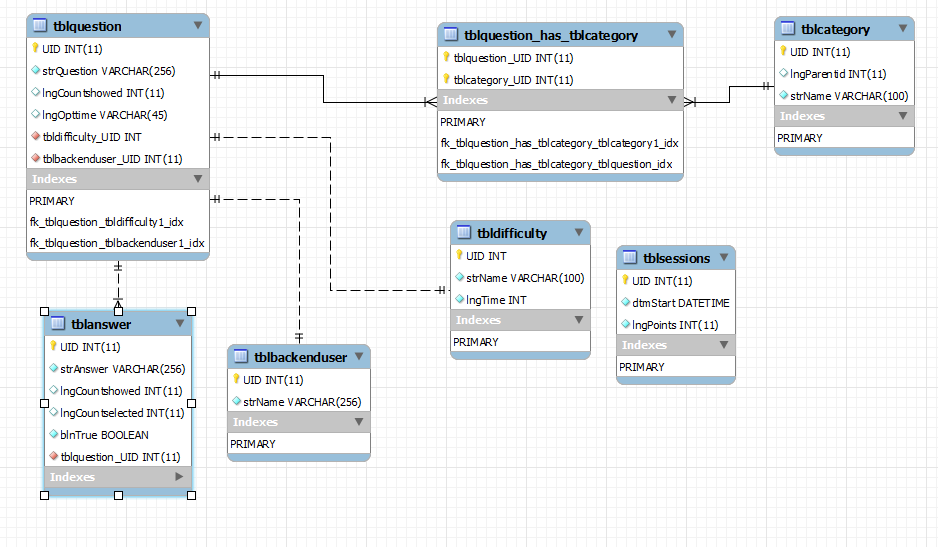 tblquestion
UID INT(11)
strQuestion VARCHAR(256)
lngCountshowed INT(11)
lngOpttime VARCHAR(45)
tbldifficulty_UID INT
tblbackenduser_UID INT(11)
Indexes
PRIMARY
fk_tblquestion_tbldifficulty1_idx
fk_tblquestion_tblbackenduser1_idx
tblquestion_has_tblcategory
tblquestion_UID INT(11)
tblcategory_UID INT(11)
Indexes
PRIMARY
fk_tblquestion_has_tblcategory_tblcategory1_idx
fk_tblquestion_has_tblcategory_tblquestion_idx
tblcategory
UID INT(11)
lngParentid INT(11)
strName VARCHAR(100)
Indexes
PRIMARY
tbldifficulty
UID INT
strName VARCHAR(100)
lngTime INT
Indexes
PRIMARY
tblsessions
UID INT(11)
dtmStart DATETIME
lngPoints INT(11)
Indexes
PRIMARY
tblanswer
UID INT(11)
strAnswer VARCHAR(256)
lngCountshowed INT(11)
lngCountselected INT(11)
blnTrue BOOLEAN
tblquestion_UID INT(11)
Indexes
tblbackenduser
UID INT(11)
strName VARCHAR(256)
Indexes
PRIMARY